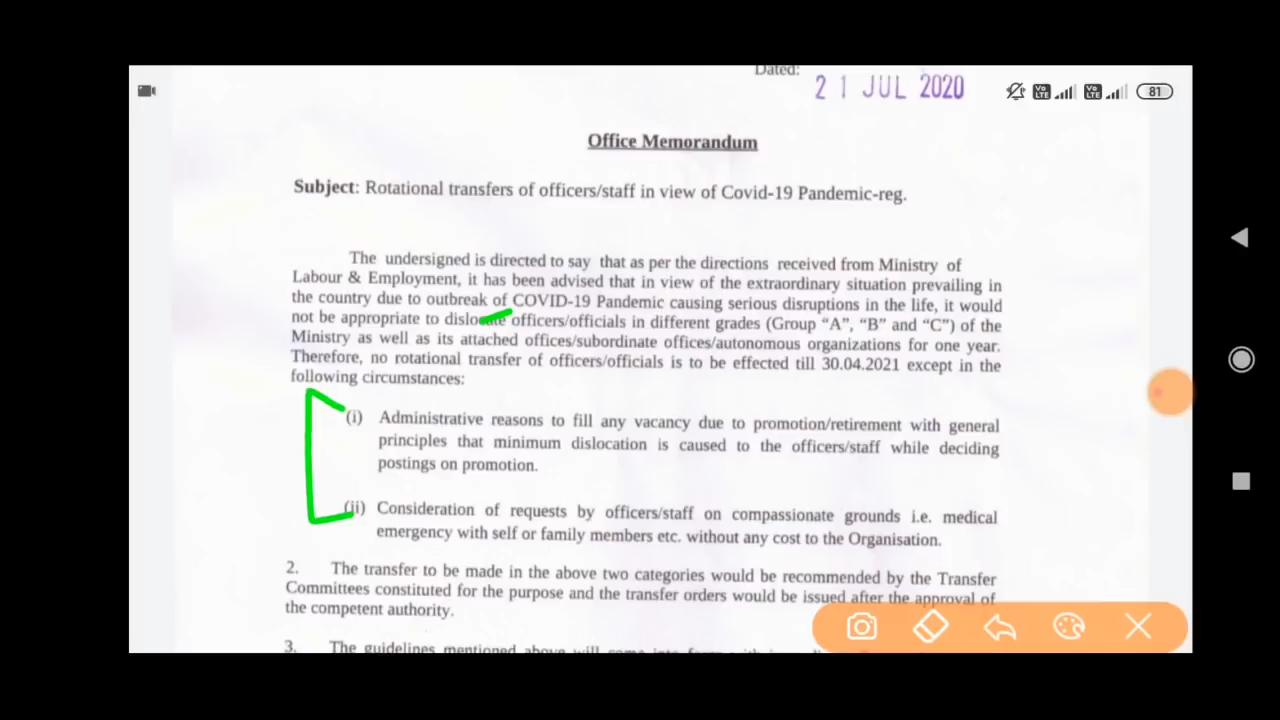 Dated:
21 JUL 2020
81
Office Memorandum
Subject: Rotational transfers of officers/staff in view of Covid-19 Pandemic-reg.
The undersigned is directed to say that as per the directions received from Ministry of
Labour & Employment, it has been advised that in view of the extraordinary situation prevailing in
the country due to outbreak of COVID-19 Pandemic causing serious disruptions in the life, it would
not be appropriate to dislocate officers/officials in different grades (Group “A”, “B” and “C”) of the
Ministry as well as its attached offices/subordinate offices/autonomous organizations for one year.
Therefore, no rotational transfer of officers/officials is to be effected till 30.04.2021 except in the
following circumstances:
(i) Administrative reasons to fill any vacancy due to promotion/retirement with general
principles that minimum dislocation is caused to the officers/staff while deciding
postings on promotion.
(ii) Consideration of requests by officers/staff on compassionate grounds i.e. medical
emergency with self or family members etc. without any cost to the Organisation.
2. The transfer to be made in the above two categories would be recommended by the Transfer
Committees constituted for the purpose and the transfer orders would be issued after the approval of
the competent authority.
3. The guidelines mentioned above will come into force with